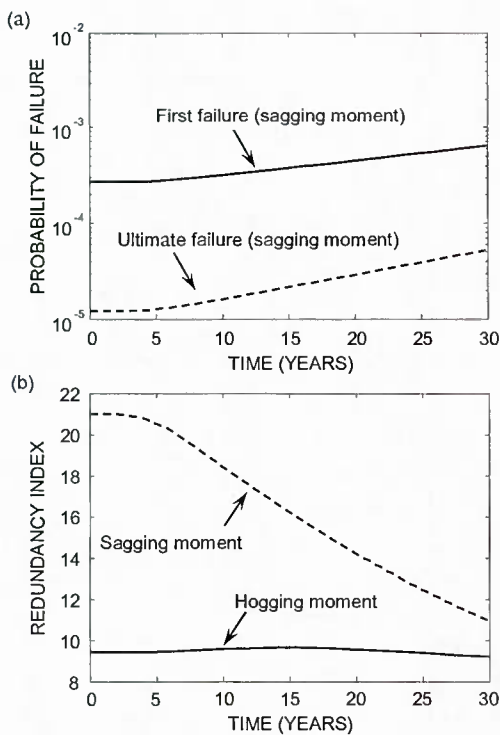 (a)
10^-2
10^-3
10^-4
10^-5
PROBABILITY OF FAILURE
First failure (sagging moment)
Ultimate failure (sagging moment)
0 5 10 15 20 25 30
TIME (YEARS)
(b)
22
20
18
16
14
12
10
8
REDUNDANCY INDEX
Sagging moment
Hogging moment
0 5 10 15 20 25 30
TIME (YEARS)